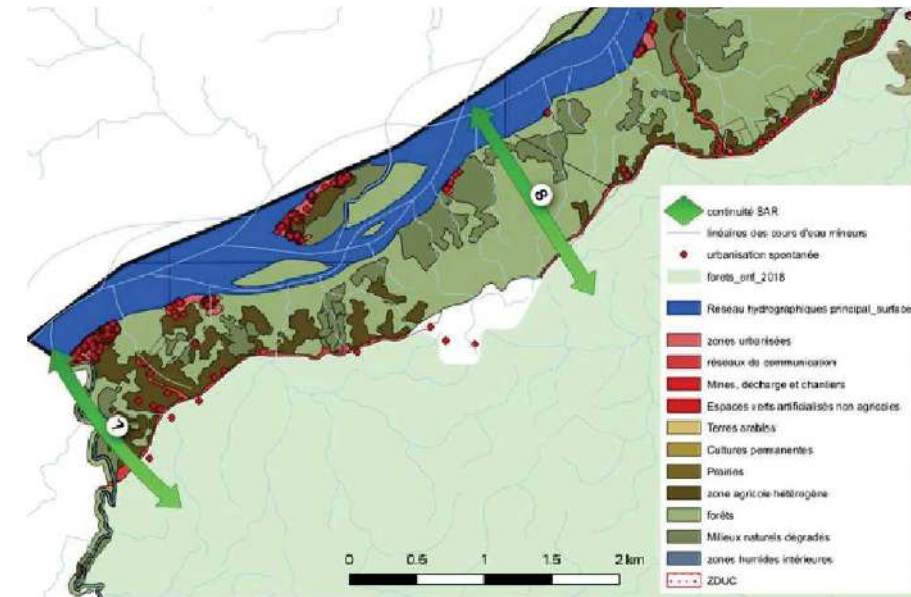 8
7
continuité SAR
linéaires des cours d'eau mineurs
urbanisation spontanée
forets_onf_2018
Reseau hydrographiques principal_surface
zones urbanisées
réseaux de communication
Mines, décharge et chantiers
Espaces verts artificialisés non agricoles
Terres arables
Cultures permanentes
Prairies
zone agricole hétérogène
forêts
Milieux naturels dégradés
zones humides intérieures
ZDUC
0 0.5 1 1.5 2 km